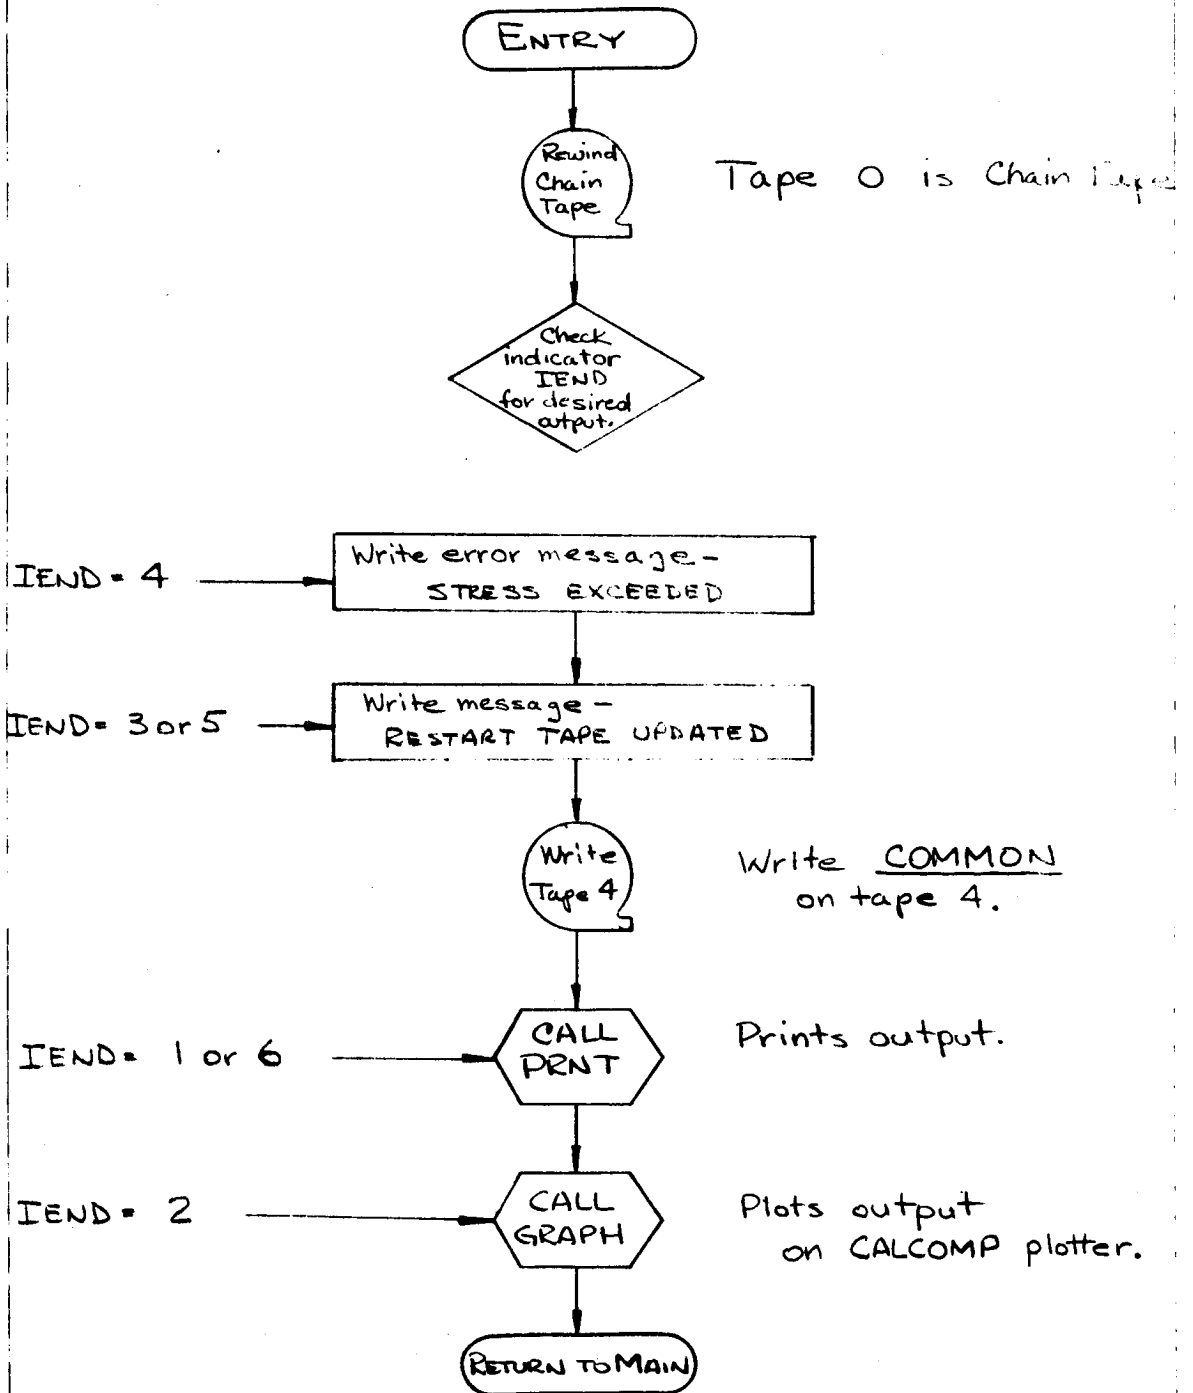 ENTRY
Rewind
Chain
Tape
Tape 0 is Chain Tape
Check
indicator
IEND
for desired
output.
IEND = 4
Write error message -
STRESS EXCEEDED
IEND = 3 or 5
Write message -
RESTART TAPE UPDATED
Write
Tape 4
Write COMMON
on tape 4.
IEND = 1 or 6
CALL
PRNT
Prints output.
IEND = 2
CALL
GRAPH
Plots output
on CALCOMP plotter.
RETURN TO MAIN